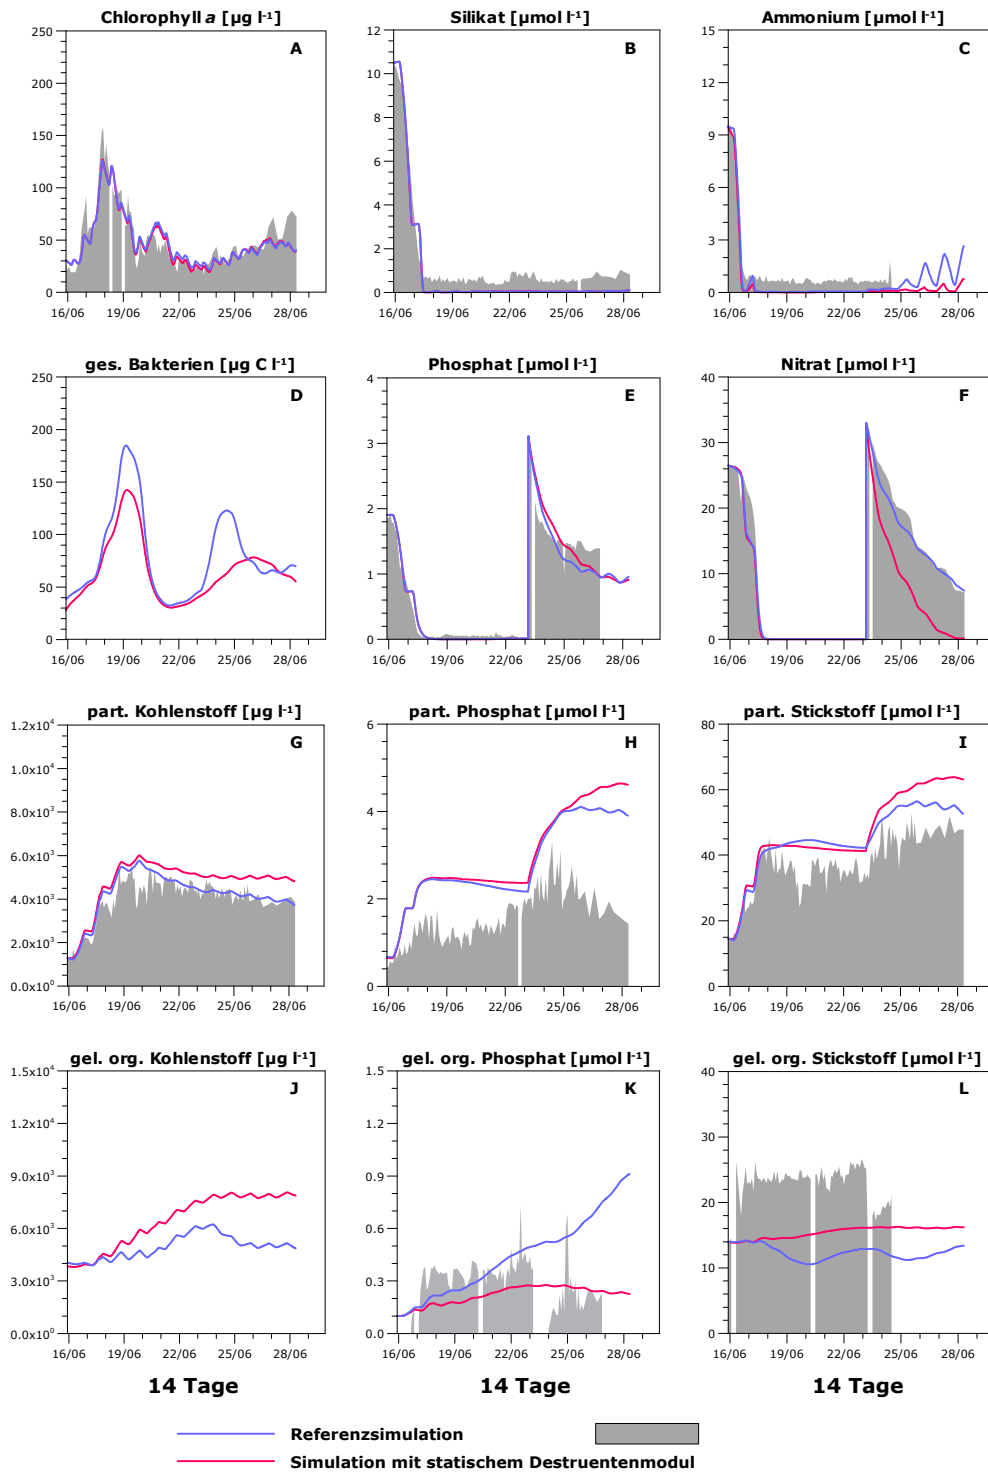 Chlorophyll a [µg l⁻¹] Silikat [µmol l⁻¹] Ammonium [µmol l⁻¹]
250 12 15
A B C
200 10 12
8
150 9
6
100 6
4
50 3
2
0 0 0
16/06 19/06 22/06 25/06 28/06 16/06 19/06 22/06 25/06 28/06 16/06 19/06 22/06 25/06 28/06
ges. Bakterien [µg C l⁻¹] Phosphat [µmol l⁻¹] Nitrat [µmol l⁻¹]
250 4 40
D E F
200
3 30
150
2 20
100
1 10
50
0 0 0
16/06 19/06 22/06 25/06 28/06 16/06 19/06 22/06 25/06 28/06 16/06 19/06 22/06 25/06 28/06
part. Kohlenstoff [µg l⁻¹] part. Phosphat [µmol l⁻¹] part. Stickstoff [µmol l⁻¹]
1.2x10⁴ 6 80
G H I
1.0x10⁴
8.0x10³ 4 60
6.0x10³
40
4.0x10³ 2
20
2.0x10³
0.0x10⁰ 0 0
16/06 19/06 22/06 25/06 28/06 16/06 19/06 22/06 25/06 28/06 16/06 19/06 22/06 25/06 28/06
gel. org. Kohlenstoff [µg l⁻¹] gel. org. Phosphat [µmol l⁻¹] gel. org. Stickstoff [µmol l⁻¹]
1.5x10⁴ 1.5 40
J K L
1.2x10⁴ 1.2
30
9.0x10³ 0.9
20
6.0x10³ 0.6
10
3.0x10³ 0.3
0.0x10⁰ 0.0 0
16/06 19/06 22/06 25/06 28/06 16/06 19/06 22/06 25/06 28/06 16/06 19/06 22/06 25/06 28/06
14 Tage 14 Tage 14 Tage
Referenzsimulation
Simulation mit statischem Destruentenmodul